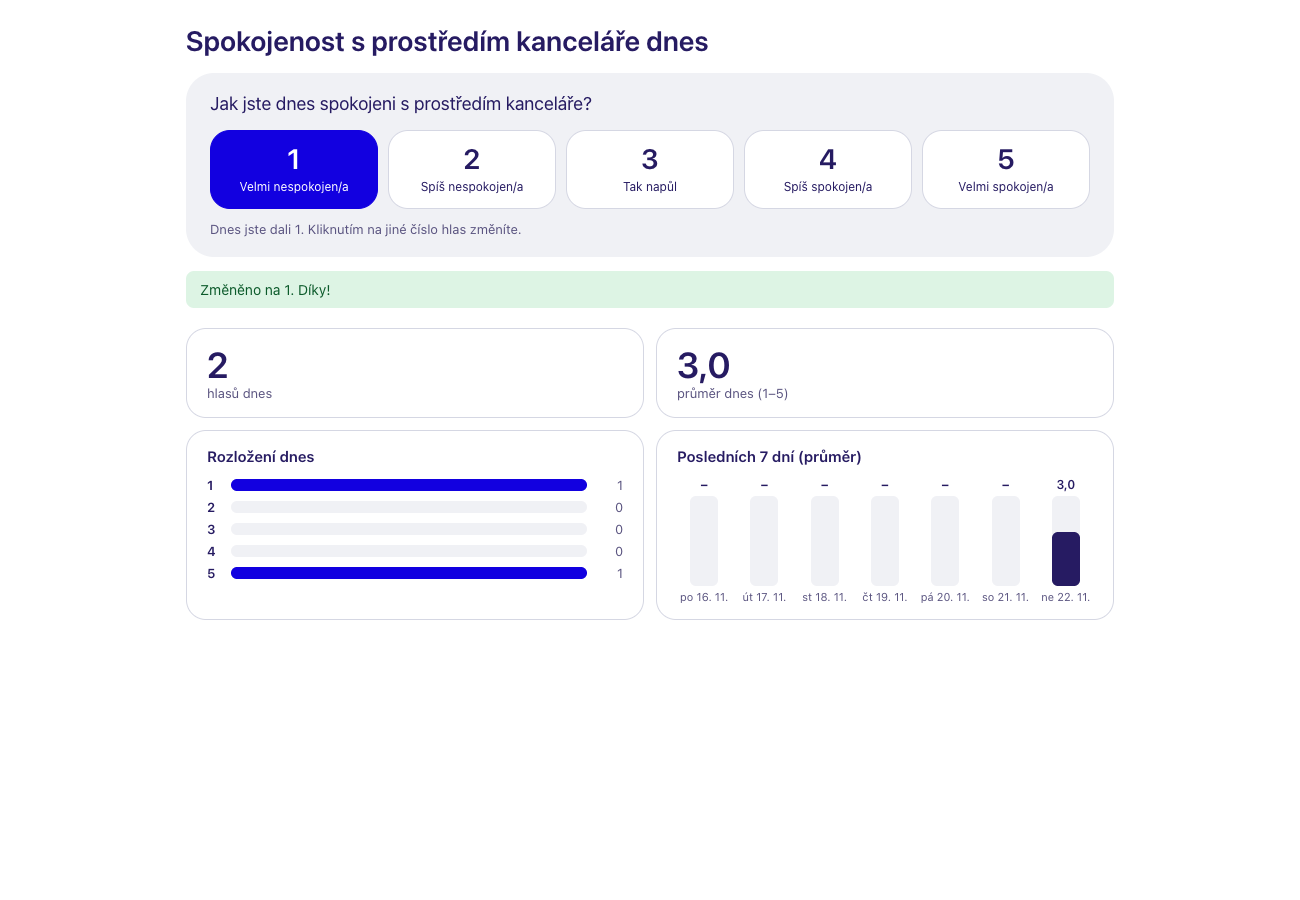 Spokojenost s prostředím kanceláře dnes
Jak jste dnes spokojeni s prostředím kanceláře?
1
Velmi nespokojen/a
2
Spíš nespokojen/a
3
Tak napůl
4
Spíš spokojen/a
5
Velmi spokojen/a
Dnes jste dali 1. Kliknutím na jiné číslo hlas změníte.
Změněno na 1. Díky!
2
hlasů dnes
3,0
průměr dnes (1–5)
Rozložení dnes
1 1
2 0
3 0
4 0
5 1
Posledních 7 dní (průměr)
– – – – – – 3,0
po 16. 11. út 17. 11. st 18. 11. čt 19. 11. pá 20. 11. so 21. 11. ne 22. 11.